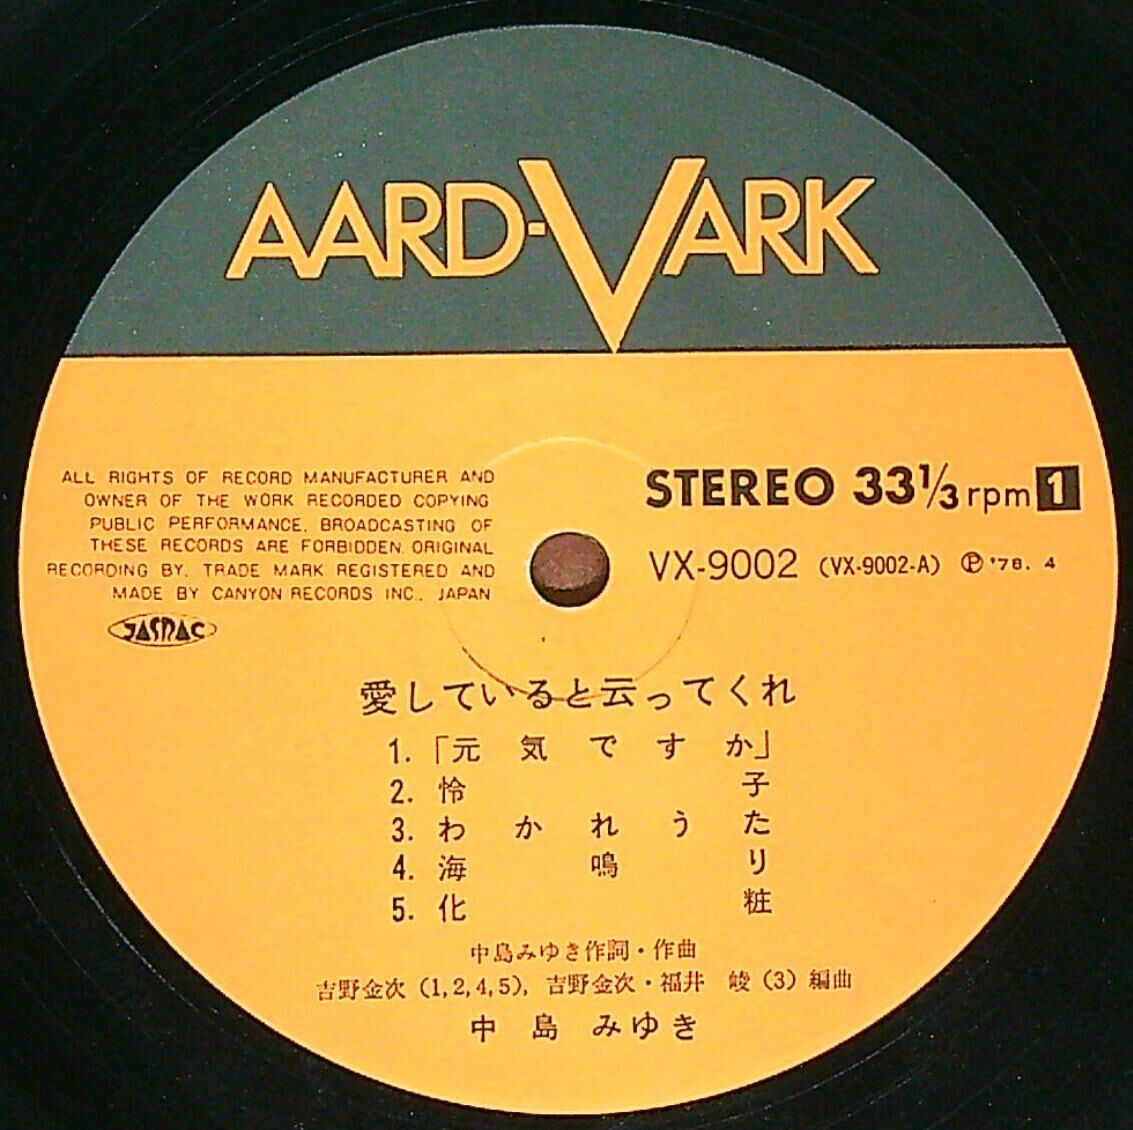 AARD-VARK
ALL RIGHTS OF RECORD MANUFACTURER AND
OWNER OF THE WORK RECORDED COPYING
PUBLIC PERFORMANCE, BROADCASTING OF
THESE RECORDS ARE FORBIDDEN. ORIGINAL
RECORDING BY. TRADE MARK REGISTERED AND
MADE BY CANYON RECORDS INC., JAPAN
JASRAC
STEREO 33⅓ rpm 1
VX-9002 (VX-9002-A) Ⓟ '78. 4
愛していると云ってくれ
1.「元気ですか」
2. 怜子
3. わかれうた
4. 海鳴り
5. 化粧
中島みゆき作詞・作曲
吉野金次（1,2,4,5), 吉野金次・福井 崚（3）編曲
中島みゆき